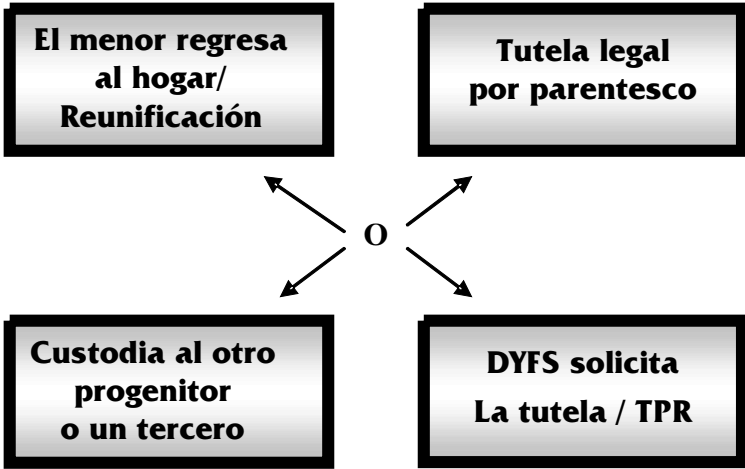 El menor regresa
al hogar/
Reunificación
Tutela legal
por parentesco
O
Custodia al otro
progenitor
o un tercero
DYFS solicita
La tutela / TPR